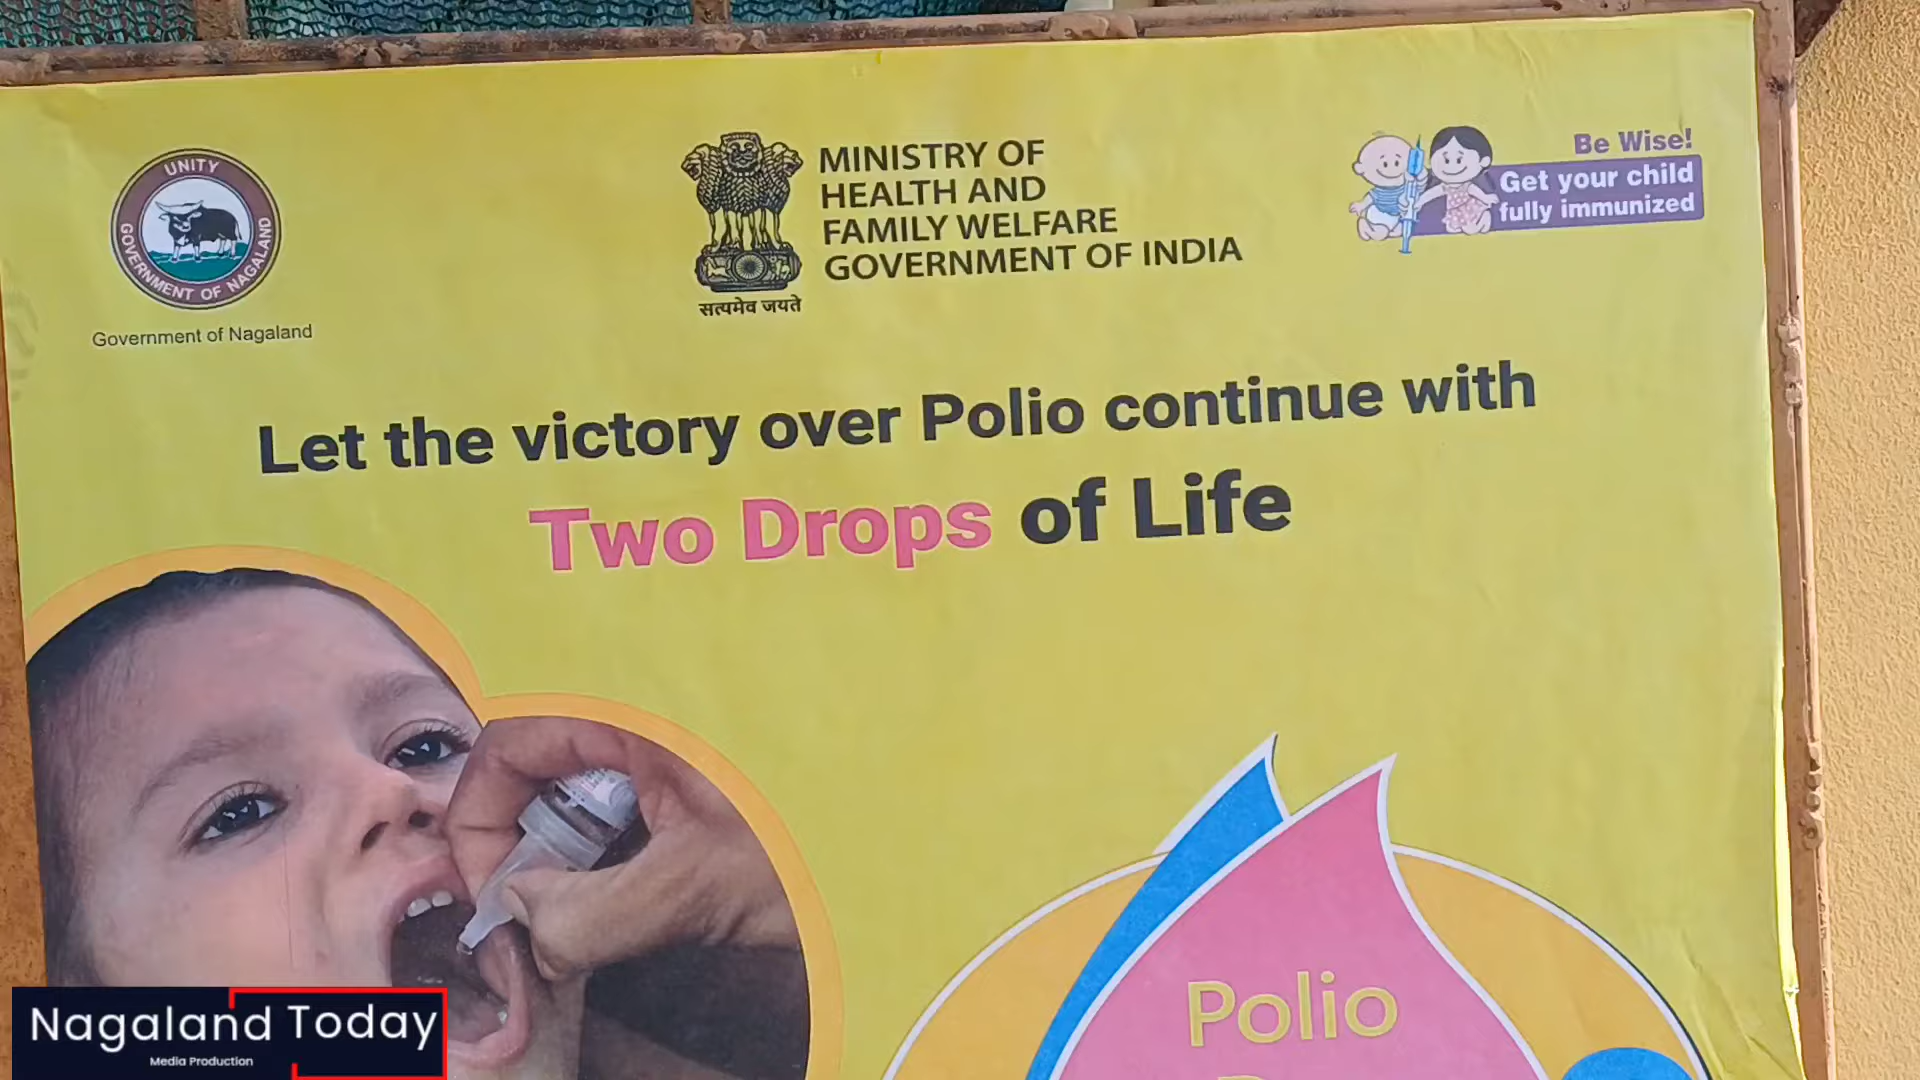 UNITY
GOVERNMENT OF NAGALAND
Government of Nagaland
MINISTRY OF
HEALTH AND
FAMILY WELFARE
GOVERNMENT OF INDIA
सत्यमेव जयते
Be Wise!
Get your child
fully immunized
Let the victory over Polio continue with
Two Drops of Life
Polio
Nagaland Today
Media Production